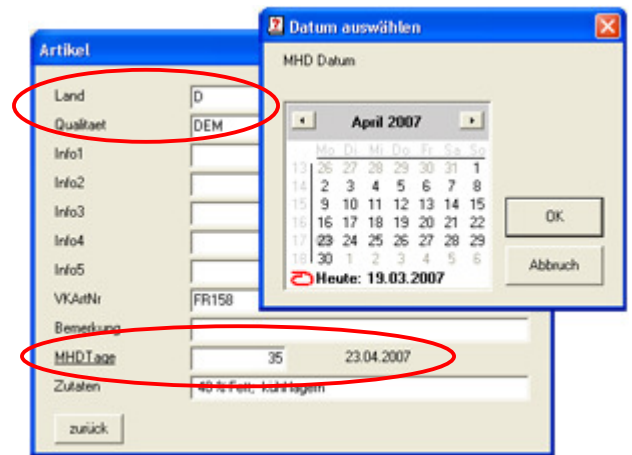 Artikel
Land D
Qualitaet DEM
Info1
Info2
Info3
Info4
Info5
VKArtNr FR158
Bemerkung
MHDTage 35 23.04.2007
Zutaten 48 % Fett; kühl lagern
zurück
Datum auswählen
MHD Datum
April 2007
Mo Di Mi Do Fr Sa So
13 26 27 28 29 30 31 1
14 2 3 4 5 6 7 8
15 9 10 11 12 13 14 15
16 16 17 18 19 20 21 22
17 23 24 25 26 27 28 29
18 30 1 2 3 4 5 6
Heute: 19.03.2007
OK
Abbruch